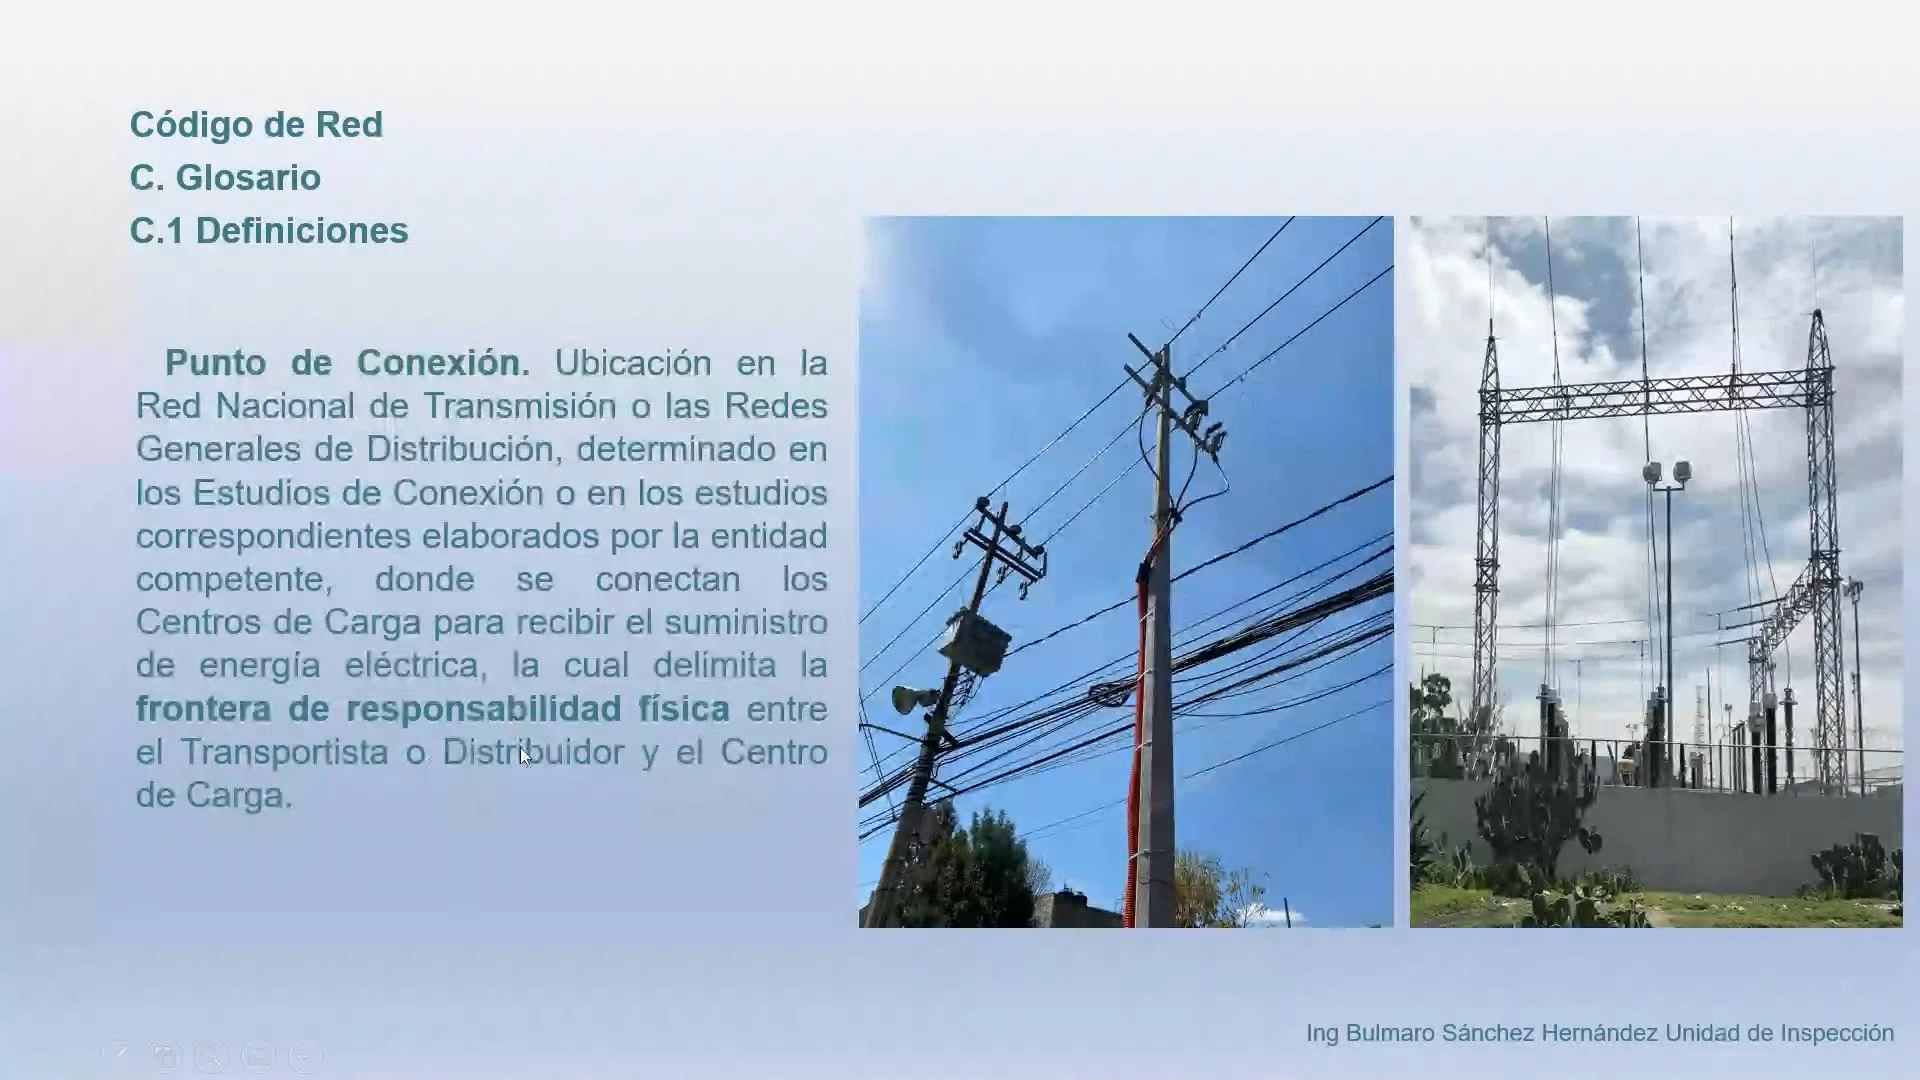 Código de Red
C. Glosario
C.1 Definiciones
Punto de Conexión. Ubicación en la
Red Nacional de Transmisión o las Redes
Generales de Distribución, determinado en
los Estudios de Conexión o en los estudios
correspondientes elaborados por la entidad
competente, donde se conectan los
Centros de Carga para recibir el suministro
de energía eléctrica, la cual delimita la
frontera de responsabilidad física entre
el Transportista o Distribuidor y el Centro
de Carga.
Ing Bulmaro Sánchez Hernández Unidad de Inspección